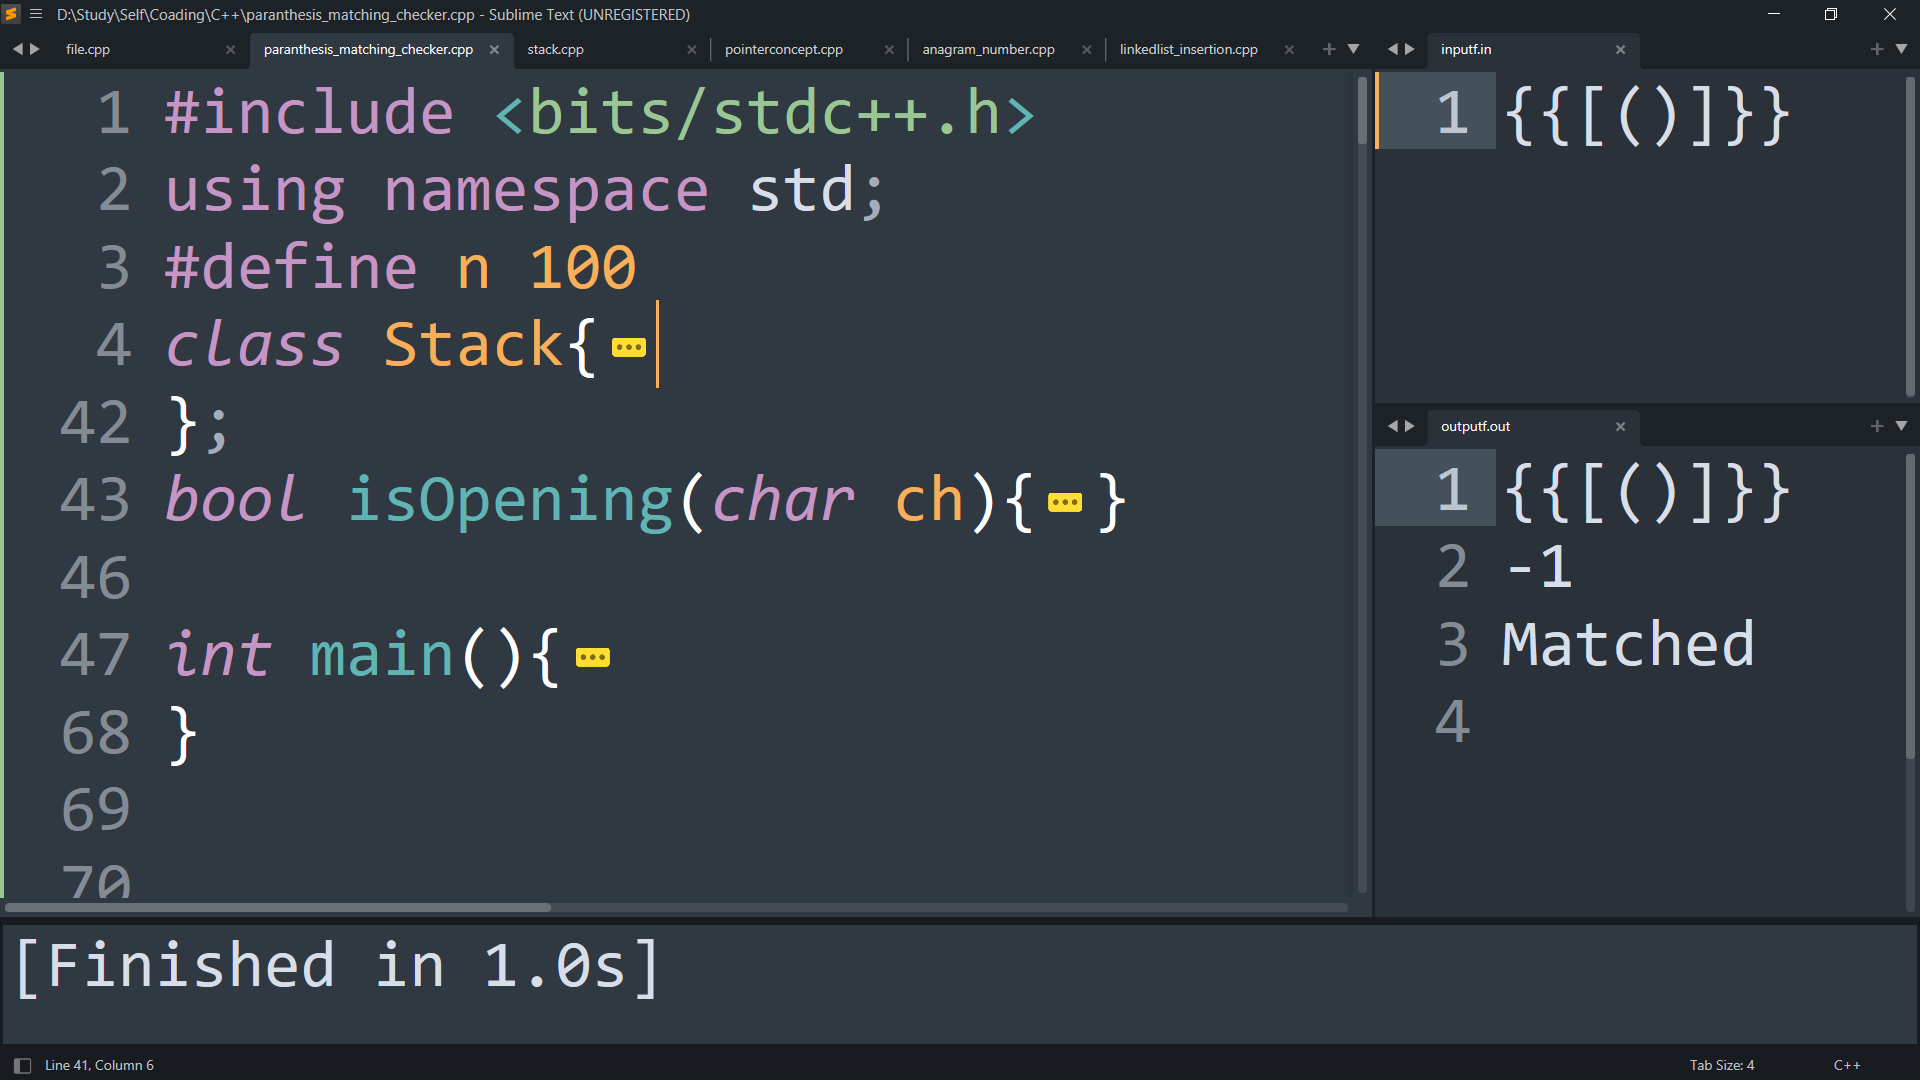 D:\Study\Self\Coading\C++\paranthesis_matching_checker.cpp - Sublime Text (UNREGISTERED)
file.cpp
paranthesis_matching_checker.cpp
stack.cpp
pointerconcept.cpp
anagram_number.cpp
linkedlist_insertion.cpp
1 #include <bits/stdc++.h>
2 using namespace std;
3 #define n 100
4 class Stack{
42 };
43 bool isOpening(char ch){ }
46
47 int main(){
68 }
69
70
inputf.in
1 {{[()]}}
outputf.out
1 {{[()]}}
2 -1
3 Matched
4
[Finished in 1.0s]
Line 41, Column 6
Tab Size: 4
C++